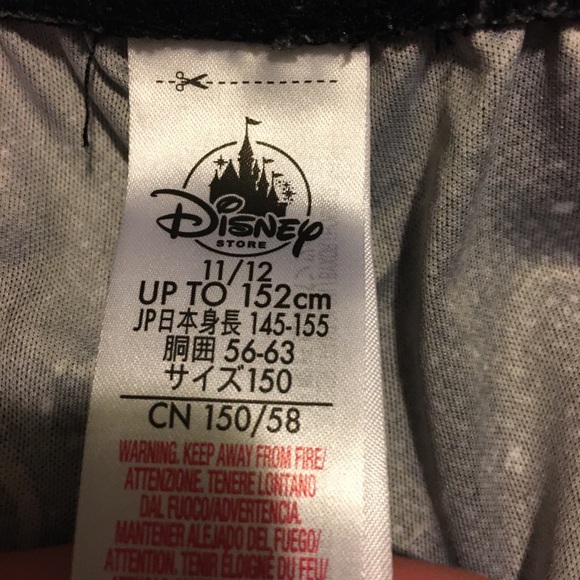 Disney
STORE
11/12
UP TO 152cm
JP日本身長 145-155
胴囲 56-63
サイズ150
CN 150/58
WARNING. KEEP AWAY FROM FIRE/
ATTENZIONE. TENERE LONTANO
DAL FUOCO/ADVERTENCIA.
MANTENER ALEJADO DEL FUEGO/
ATTENTION. TENIR ÉLOIGNÉ DU FEU/